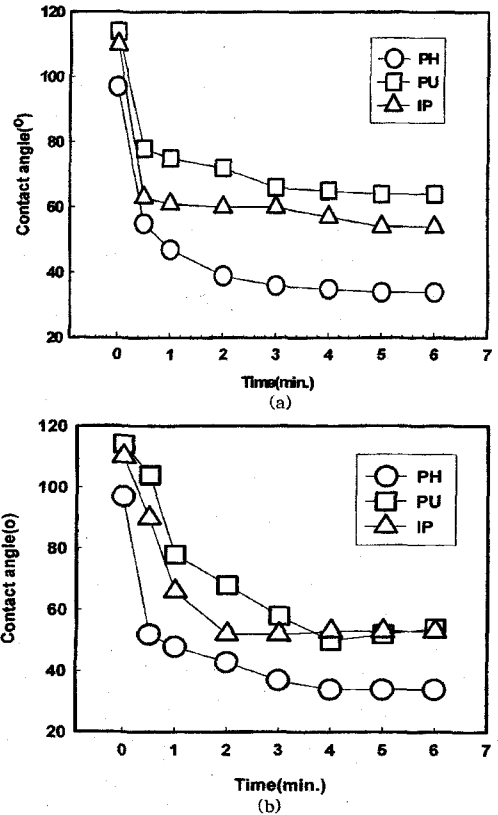 120
100
80
60
40
20
Contact angle(º)
PH
PU
IP
0 1 2 3 4 5 6 7
Time(min.)
(a)
120
100
80
60
40
20
Contact angle(o)
PH
PU
IP
0 1 2 3 4 5 6 7
Time(min.)
(b)